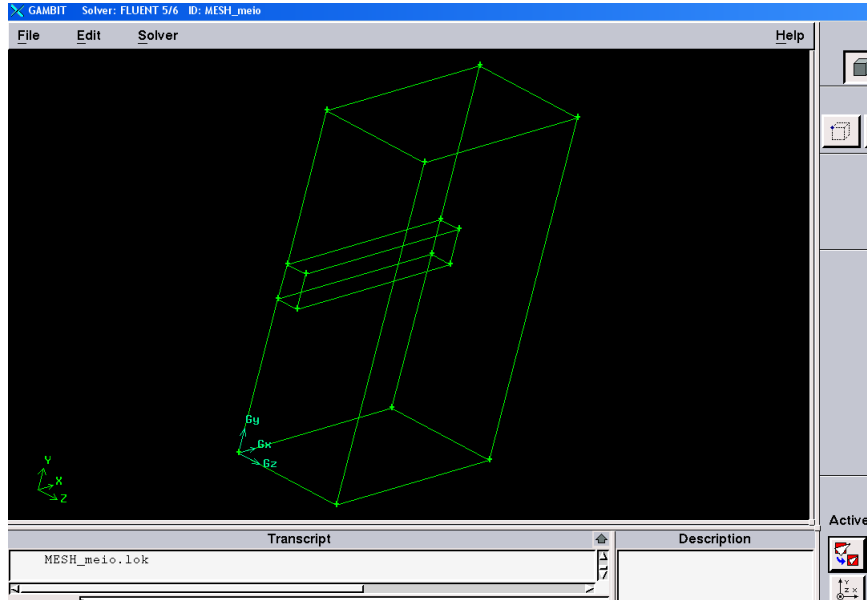 GAMBIT Solver: FLUENT 5/6 ID: MESH_meio
File Edit Solver Help
Gy
Gx
Gz
Y
X
Z
Active
Transcript Description
MESH_meio.lok
Y
Z X